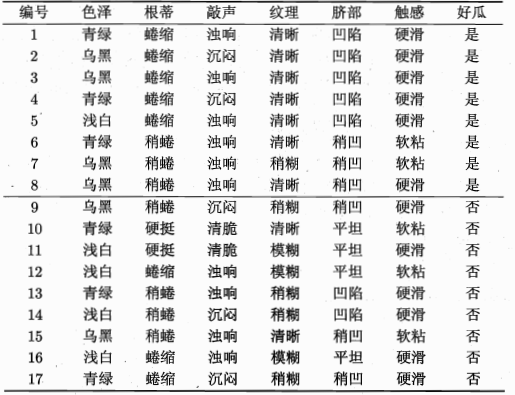 编号 色泽 根蒂 敲声 纹理 脐部 触感 好瓜
1 青绿 蜷缩 浊响 清晰 凹陷 硬滑 是
2 乌黑 蜷缩 沉闷 清晰 凹陷 硬滑 是
3 乌黑 蜷缩 浊响 清晰 凹陷 硬滑 是
4 青绿 蜷缩 沉闷 清晰 凹陷 硬滑 是
5 浅白 蜷缩 浊响 清晰 凹陷 硬滑 是
6 青绿 稍蜷 浊响 清晰 稍凹 软粘 是
7 乌黑 稍蜷 浊响 稍糊 稍凹 软粘 是
8 乌黑 稍蜷 浊响 清晰 稍凹 硬滑 是
9 乌黑 稍蜷 沉闷 稍糊 稍凹 硬滑 否
10 青绿 硬挺 清脆 清晰 平坦 软粘 否
11 浅白 硬挺 清脆 模糊 平坦 硬滑 否
12 浅白 蜷缩 浊响 模糊 平坦 软粘 否
13 青绿 稍蜷 浊响 稍糊 凹陷 硬滑 否
14 浅白 稍蜷 沉闷 稍糊 凹陷 硬滑 否
15 乌黑 稍蜷 浊响 清晰 稍凹 软粘 否
16 浅白 蜷缩 浊响 模糊 平坦 硬滑 否
17 青绿 蜷缩 沉闷 稍糊 稍凹 硬滑 否